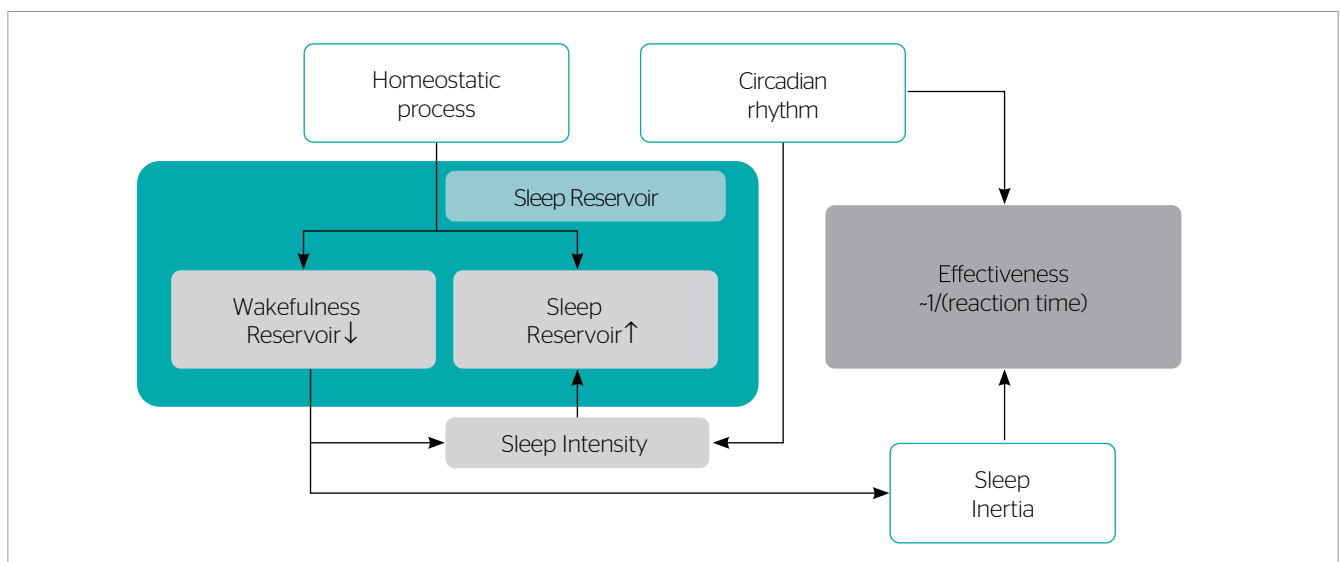 Homeostatic
process
Circadian
rhythm
Sleep Reservoir
Wakefulness
Reservoir↓
Sleep
Reservoir↑
Effectiveness
~1/(reaction time)
Sleep Intensity
Sleep
Inertia